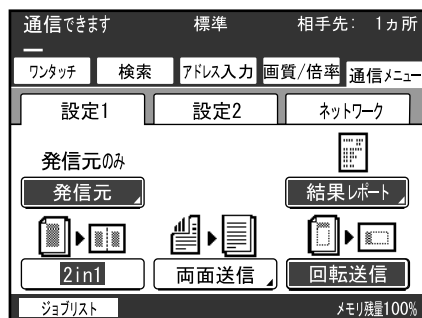 通信できます 標準 相手先: 1ヵ所
ワンタッチ 検索 アドレス入力 画質/倍率 通信メニュー
設定1 設定2 ネットワーク
発信元のみ
発信元 結果レポート
2in1 両面送信 回転送信
ジョブリスト メモリ残量100%